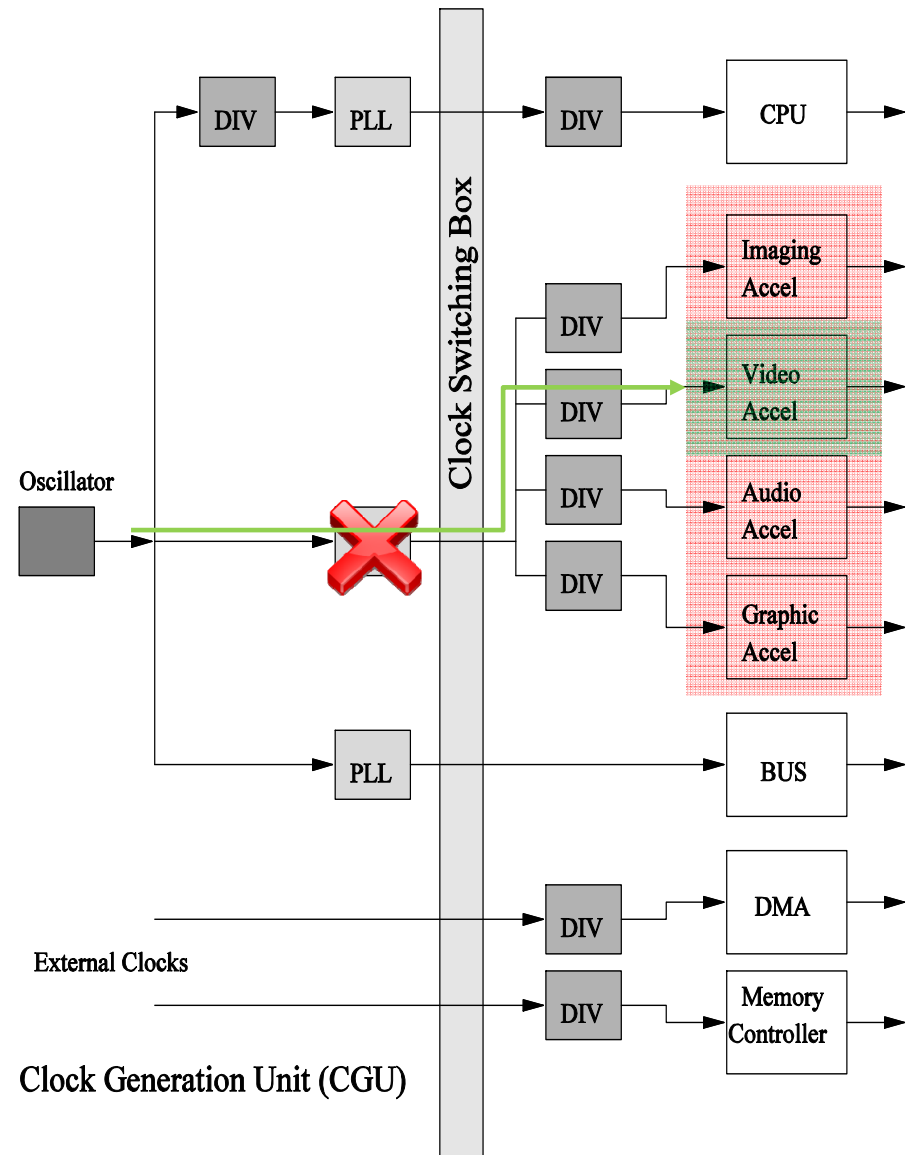 DIV
PLL
DIV
CPU
Clock Switching Box
Imaging
Accel
DIV
Video
Accel
DIV
Oscillator
Audio
Accel
DIV
DIV
Graphic
Accel
PLL
BUS
DIV
DMA
External Clocks
DIV
Memory
Controller
Clock Generation Unit (CGU)